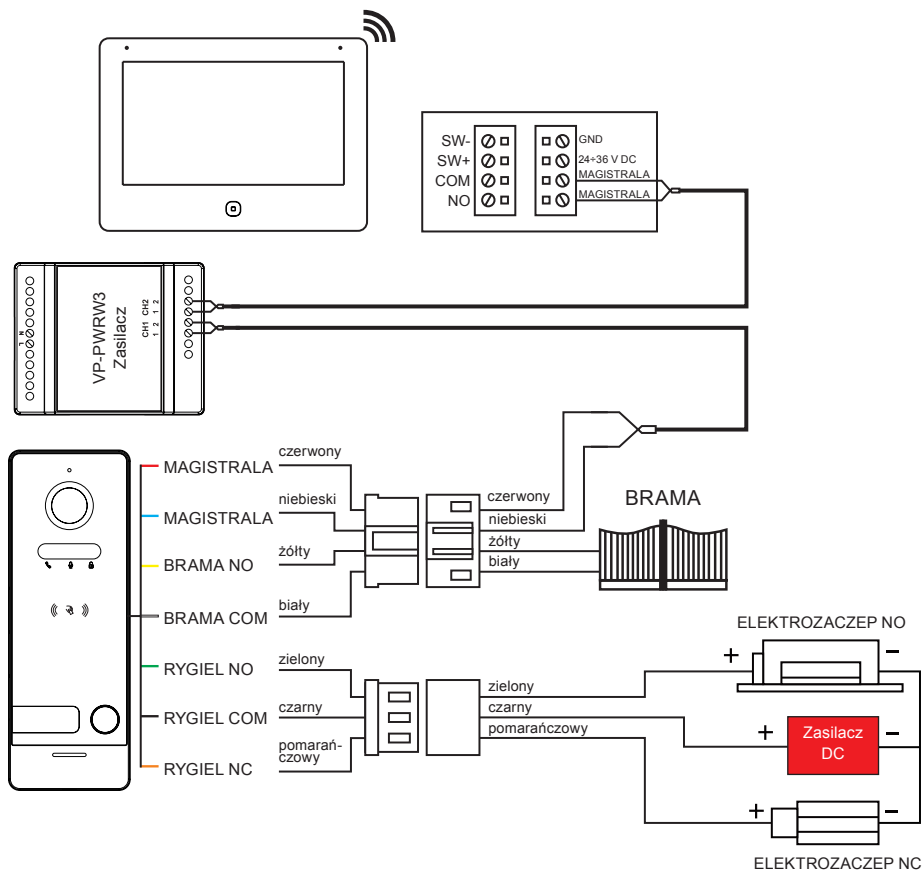 SW-
SW+
COM
NO
GND
24÷36 V DC
MAGISTRALA
MAGISTRALA
N
L
VP-PWRW3
Zasilacz
CH1 CH2
1 2 1 2
MAGISTRALA
czerwony
MAGISTRALA
niebieski
BRAMA NO
żółty
BRAMA COM
biały
RYGIEL NO
zielony
RYGIEL COM
czarny
RYGIEL NC
pomarań-
czowy
czerwony
niebieski
żółty
biały
BRAMA
zielony
czarny
pomarańczowy
ELEKTROZACZEP NO
+ -
+ Zasilacz -
DC
+ -
ELEKTROZACZEP NC